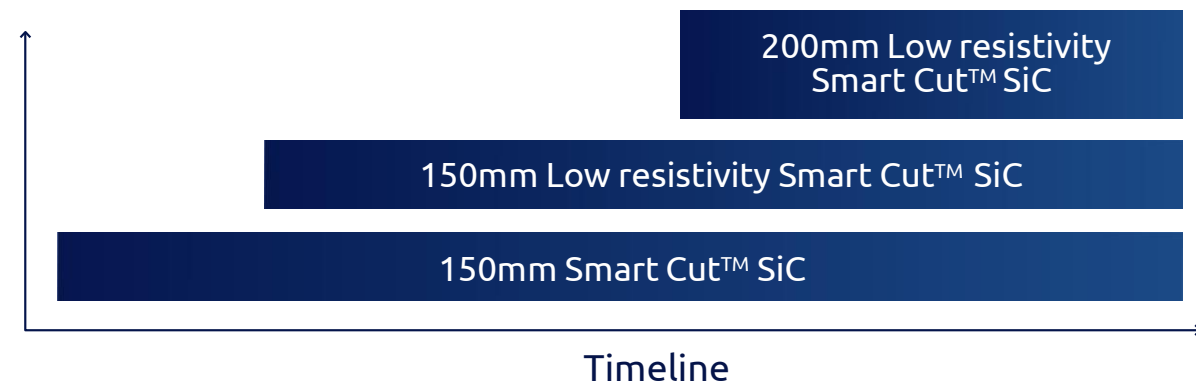 200mm Low resistivity
Smart Cut™ SiC
150mm Low resistivity Smart Cut™ SiC
150mm Smart Cut™ SiC
Timeline